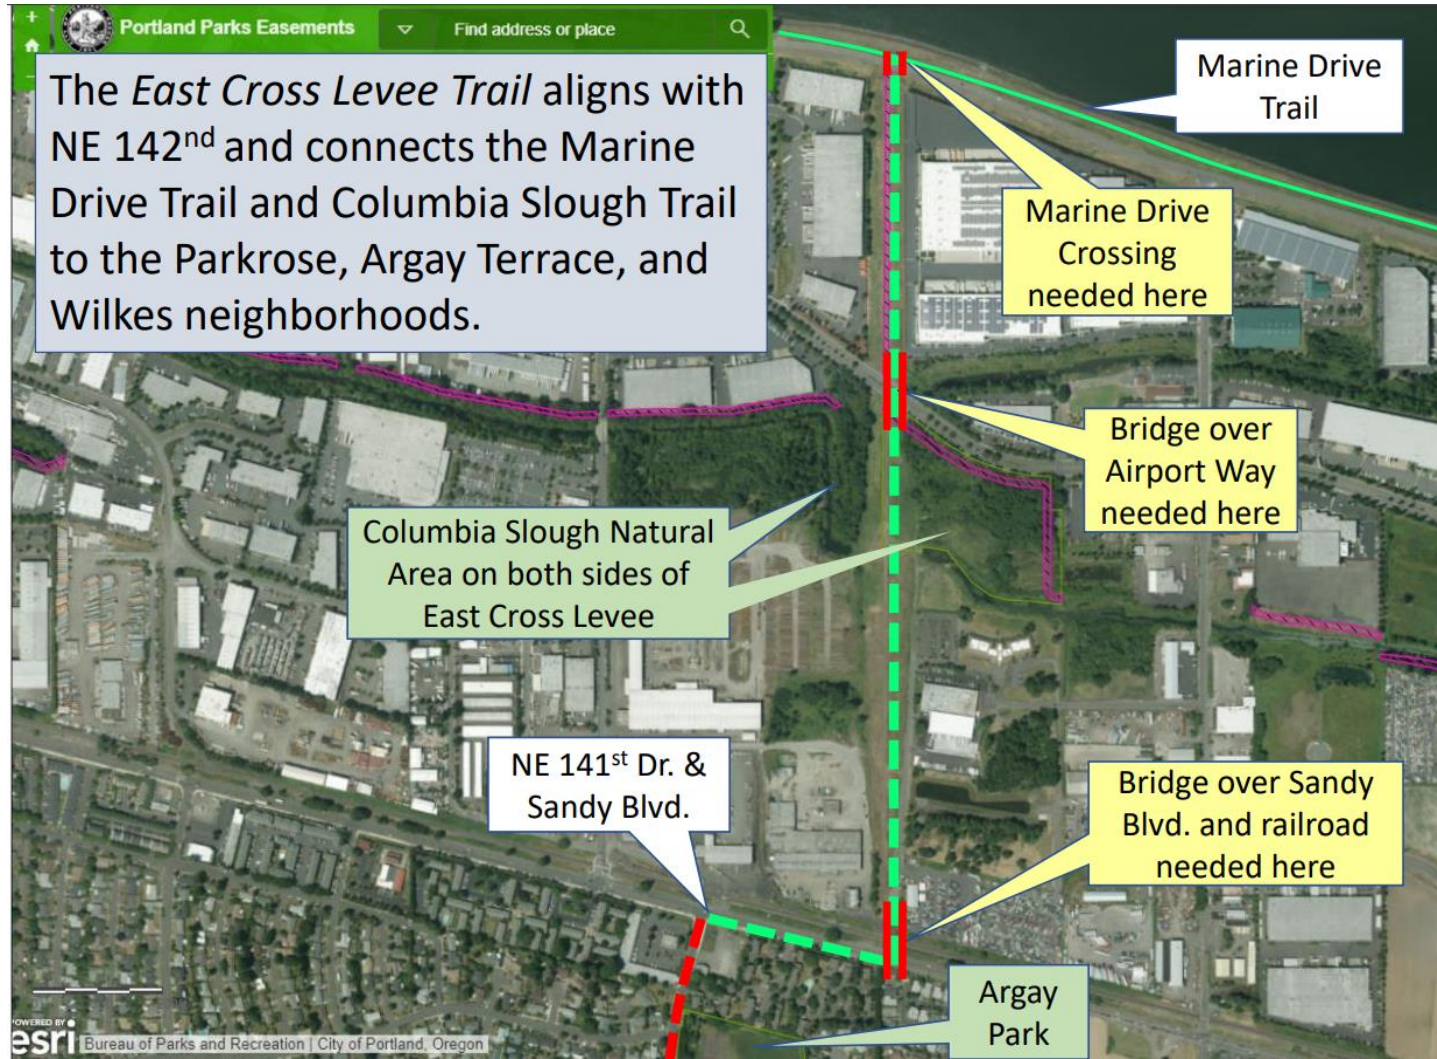 Portland Parks Easements
Find address or place
The East Cross Levee Trail aligns with
NE 142nd and connects the Marine
Drive Trail and Columbia Slough Trail
to the Parkrose, Argay Terrace, and
Wilkes neighborhoods.
Marine Drive
Trail
Marine Drive
Crossing
needed here
Bridge over
Airport Way
needed here
Columbia Slough Natural
Area on both sides of
East Cross Levee
NE 141st Dr. &
Sandy Blvd.
Bridge over Sandy
Blvd. and railroad
needed here
Argay
Park
POWERED BY
esri
Bureau of Parks and Recreation | City of Portland, Oregon